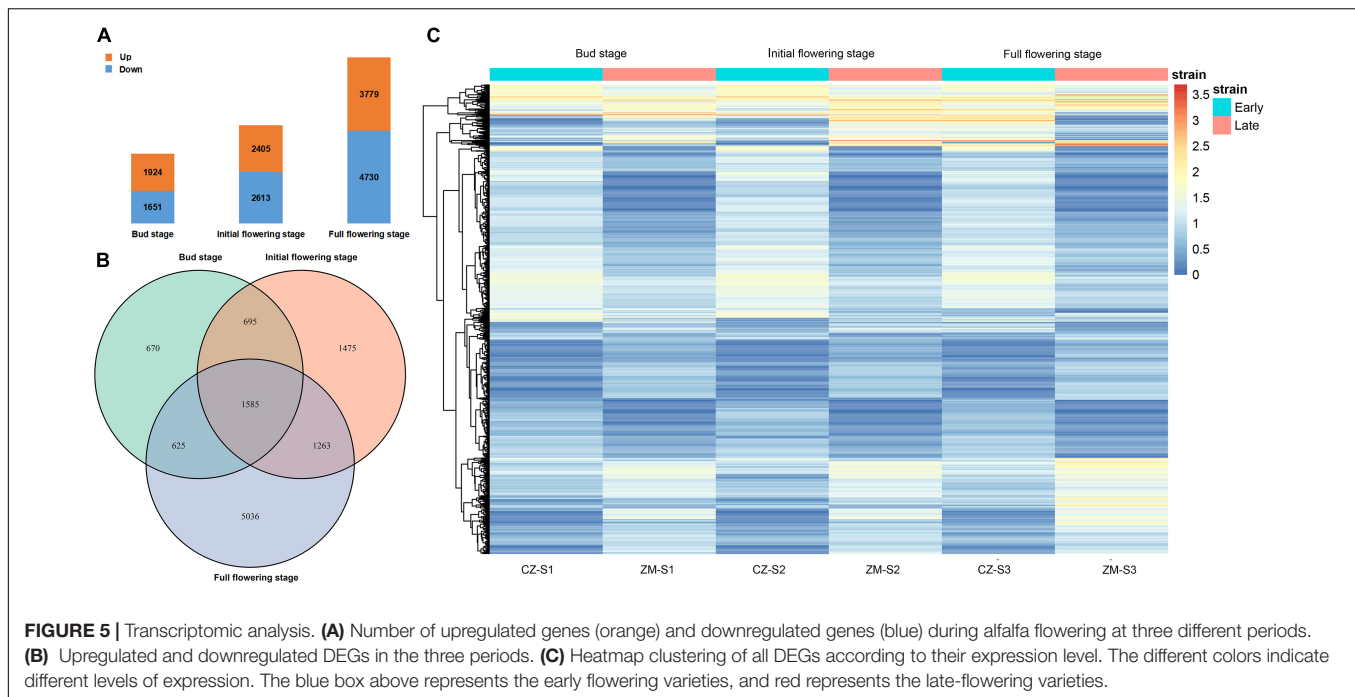 A
Up
Down
1924
1651
2405
2613
3779
4730
Bud stage
Initial flowering stage
Full flowering stage
B
Bud stage
Initial flowering stage
670
695
1475
1585
625
1263
5036
Full flowering stage
C
Bud stage
Initial flowering stage
Full flowering stage
strain
3.5
3
2.5
2
1.5
1
0.5
0
strain
Early
Late
CZ-S1
ZM-S1
CZ-S2
ZM-S2
CZ-S3
ZM-S3
FIGURE 5 | Transcriptomic analysis. (A) Number of upregulated genes (orange) and downregulated genes (blue) during alfalfa flowering at three different periods.
(B) Upregulated and downregulated DEGs in the three periods. (C) Heatmap clustering of all DEGs according to their expression level. The different colors indicate
different levels of expression. The blue box above represents the early flowering varieties, and red represents the late-flowering varieties.